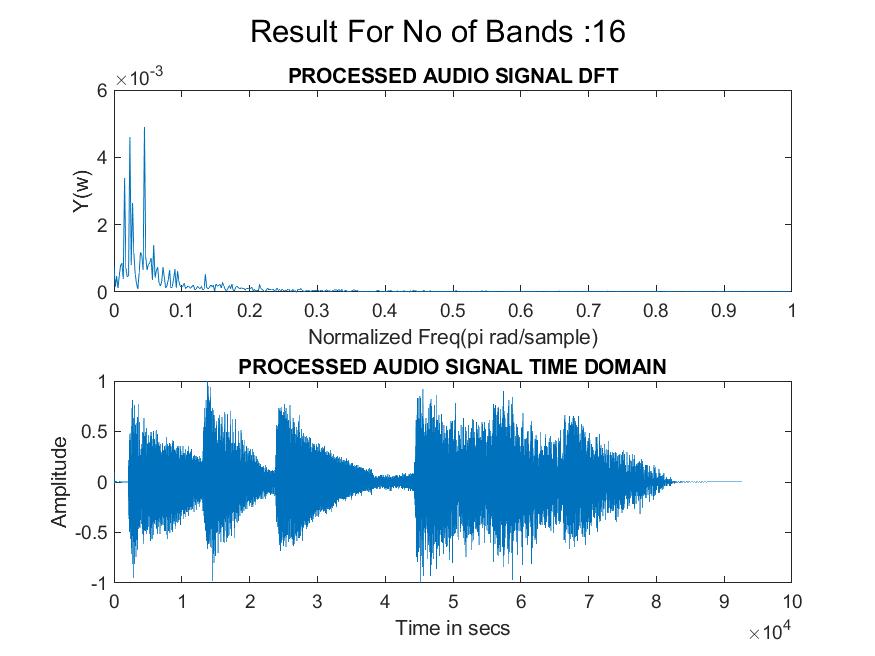 Result For No of Bands :16
×10-3
PROCESSED AUDIO SIGNAL DFT
6
4
2
0
Y(w)
0 0.1 0.2 0.3 0.4 0.5 0.6 0.7 0.8 0.9 1
Normalized Freq(pi rad/sample)
PROCESSED AUDIO SIGNAL TIME DOMAIN
1
0.5
0
-0.5
-1
Amplitude
0 1 2 3 4 5 6 7 8 9 10
Time in secs
×104